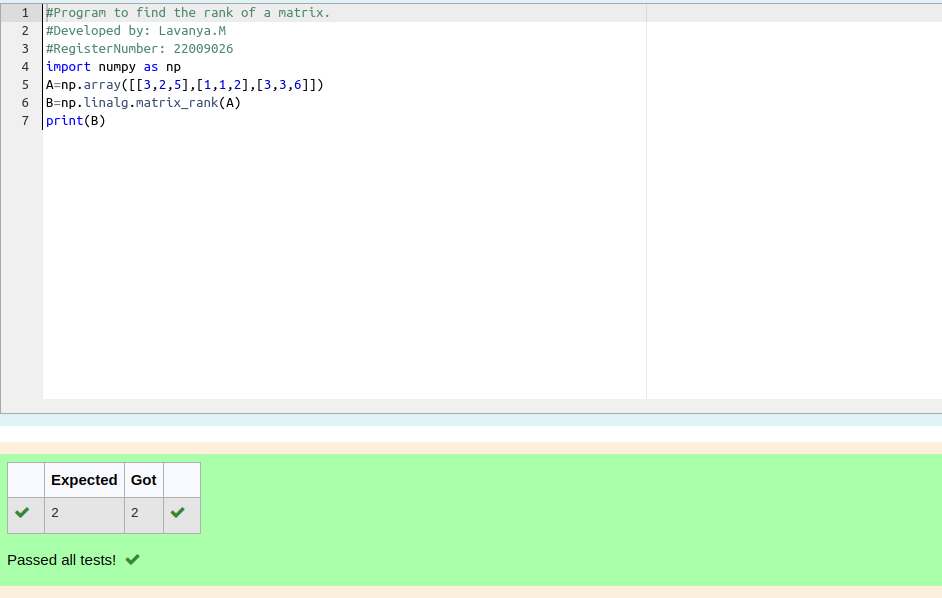 1 #Program to find the rank of a matrix.
2 #Developed by: Lavanya.M
3 #RegisterNumber: 22009026
4 import numpy as np
5 A=np.array([[3,2,5],[1,1,2],[3,3,6]])
6 B=np.linalg.matrix_rank(A)
7 print(B)
Expected Got
2 2
Passed all tests!